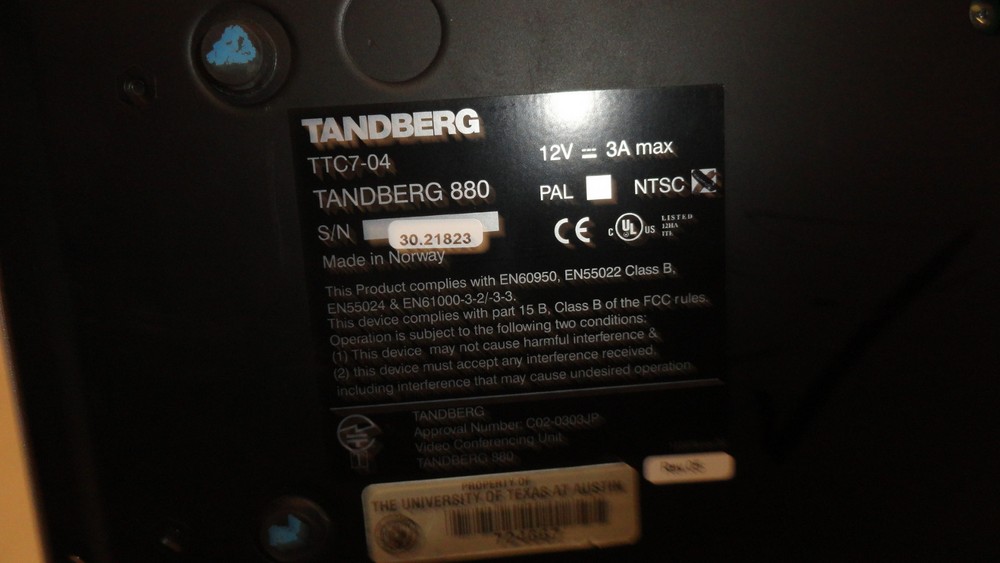 TANDBERG
TTC7-04
TANDBERG 880
S/N 30.21823
Made in Norway
12V 3A max
PAL NTSC
CE c UL US LISTED
This Product complies with EN60950, EN55022 Class B,
EN55024 & EN61000-3-2/-3-3.
This device complies with part 15 B, Class B of the FCC rules.
Operation is subject to the following two conditions:
(1) This device may not cause harmful interference &
(2) this device must accept any interference received,
including interference that may cause undesired operation
TANDBERG
Approval Number: C02-0303JP
Video Conferencing Unit
TANDBERG 880
Rev.05
PROPERTY OF
THE UNIVERSITY OF TEXAS AT AUSTIN